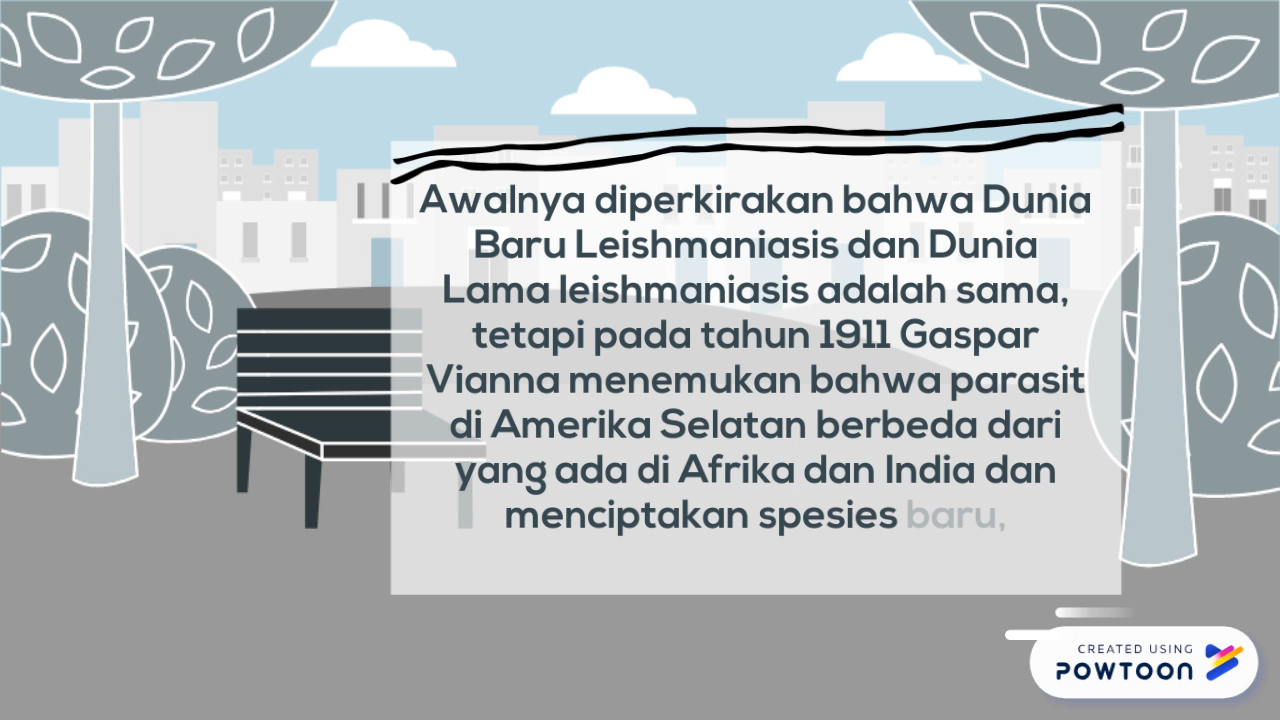 Awalnya diperkirakan bahwa Dunia
Baru Leishmaniasis dan Dunia
Lama leishmaniasis adalah sama,
tetapi pada tahun 1911 Gaspar
Vianna menemukan bahwa parasit
di Amerika Selatan berbeda dari
yang ada di Afrika dan India dan
menciptakan spesies baru,
CREATED USING
POWTOON